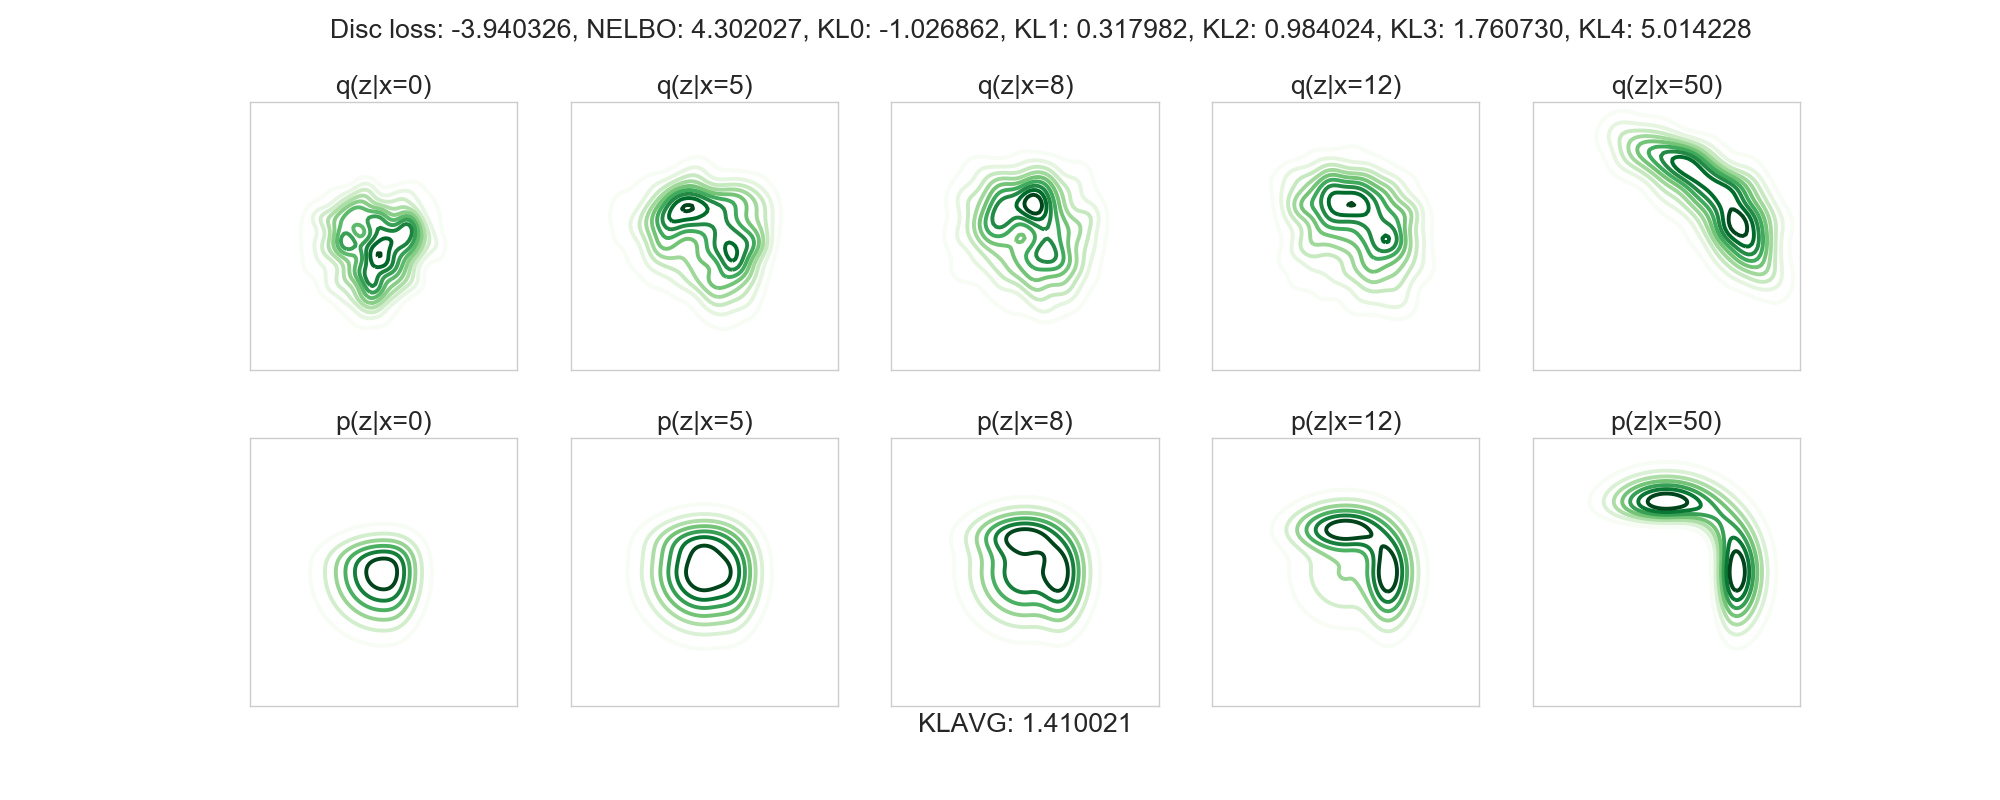 Disc loss: -3.940326, NELBO: 4.302027, KL0: -1.026862, KL1: 0.317982, KL2: 0.984024, KL3: 1.760730, KL4: 5.014228
q(z|x=0) q(z|x=5) q(z|x=8) q(z|x=12) q(z|x=50)
p(z|x=0) p(z|x=5) p(z|x=8) p(z|x=12) p(z|x=50)
KLAVG: 1.410021